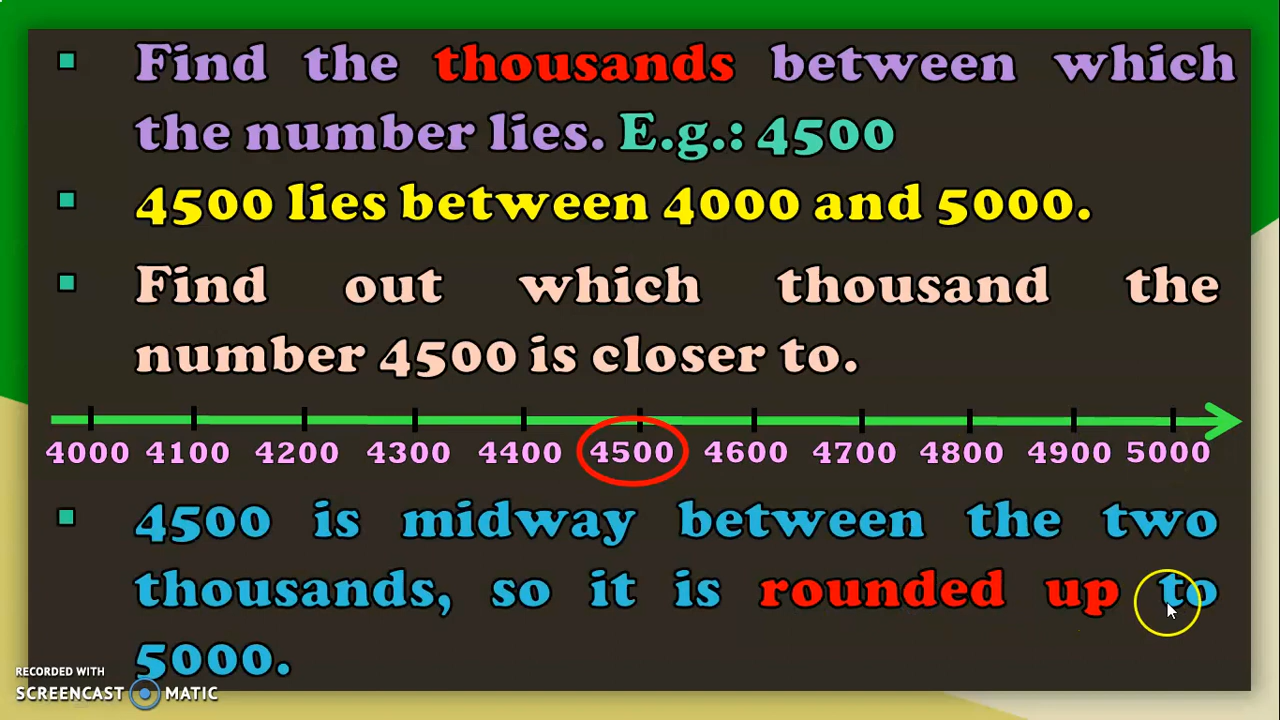 Find the thousands between which
the number lies. E.g.: 4500
4500 lies between 4000 and 5000.
Find out which thousand the
number 4500 is closer to.
4000 4100 4200 4300 4400 4500 4600 4700 4800 4900 5000
4500 is midway between the two
thousands, so it is rounded up to
5000.
RECORDED WITH
SCREENCAST MATIC